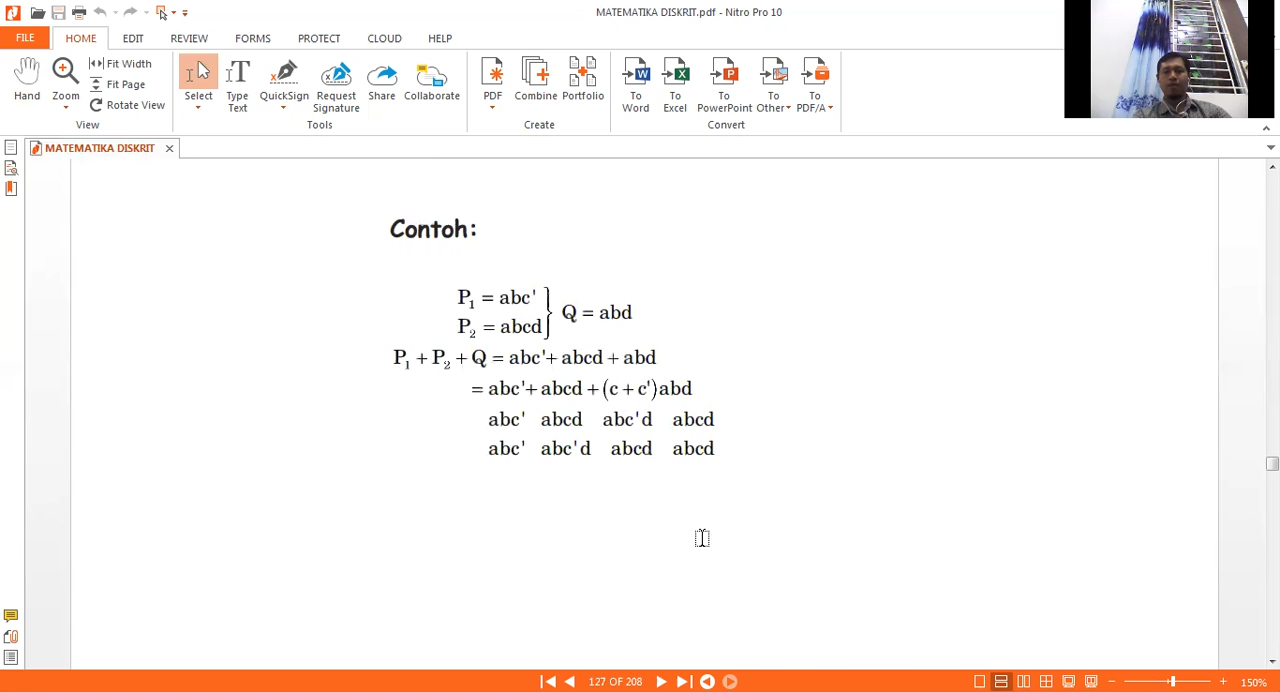 MATEMATIKA DISKRIT.pdf - Nitro Pro 10
FILE HOME EDIT REVIEW FORMS PROTECT CLOUD HELP
Hand
Zoom
Fit Width
Fit Page
Rotate View
View
Select
Type Text
QuickSign
Request Signature
Share
Collaborate
Tools
PDF
Combine
Portfolio
Create
To Word
To Excel
To PowerPoint
To Other
To PDF/A
Convert
MATEMATIKA DISKRIT
Contoh:
P₁ = abc'
P₂ = abcd } Q = abd
P₁ + P₂ + Q = abc'+ abcd + abd
= abc'+ abcd + (c + c')abd
abc' abcd abc'd abcd
abc' abc'd abcd abcd
127 OF 208
150%